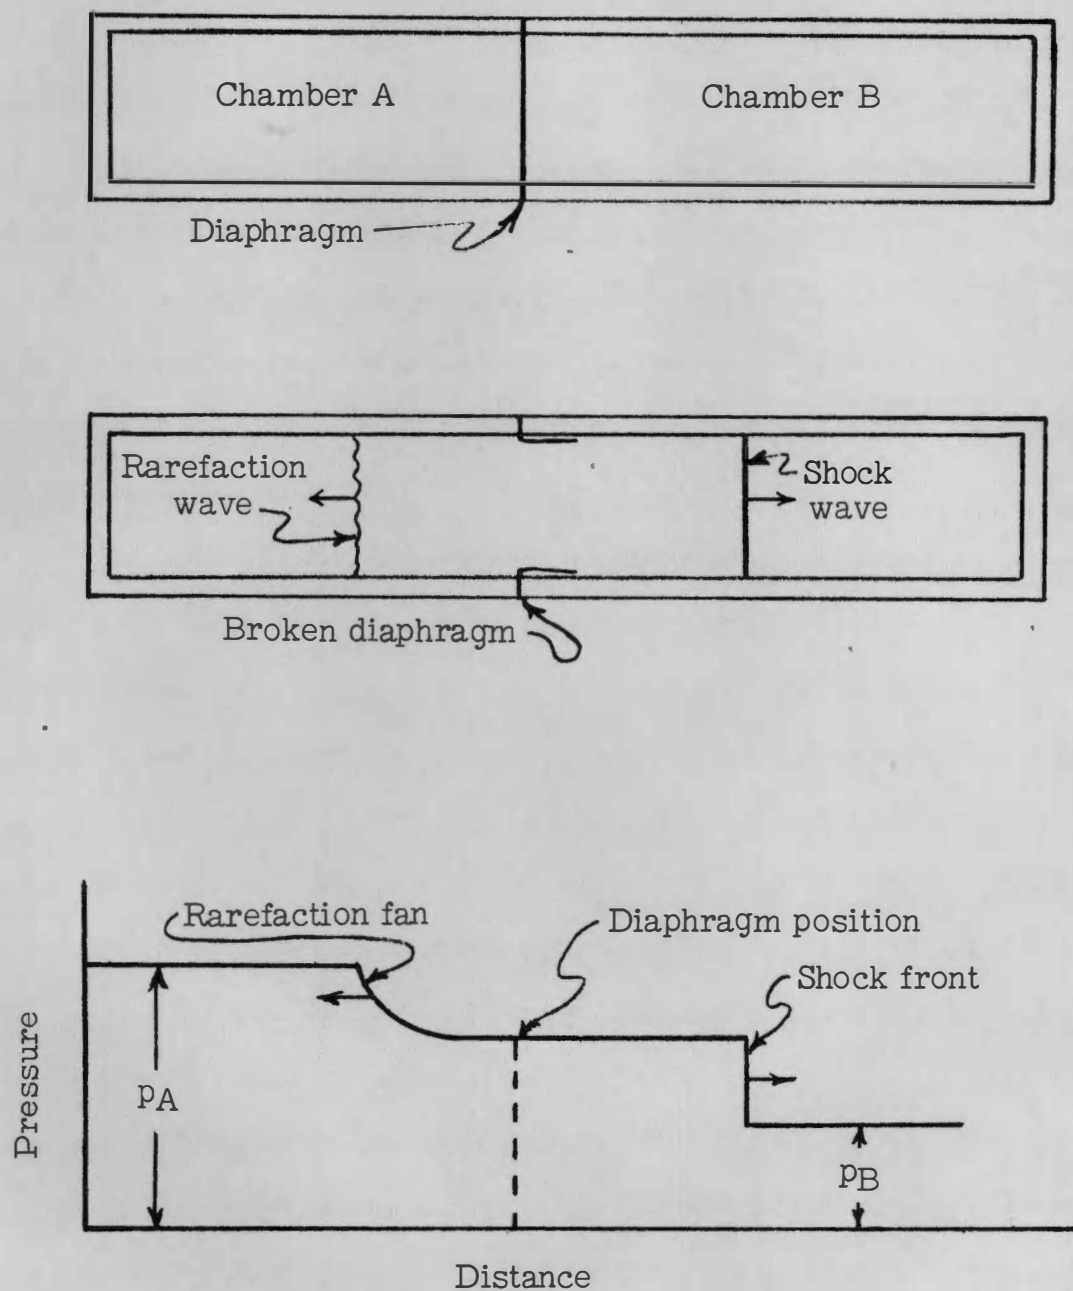 Chamber A
Chamber B
Diaphragm
Rarefaction
wave
Shock
wave
Broken diaphragm
Rarefaction fan
Diaphragm position
Shock front
Pressure
pA
pB
Distance